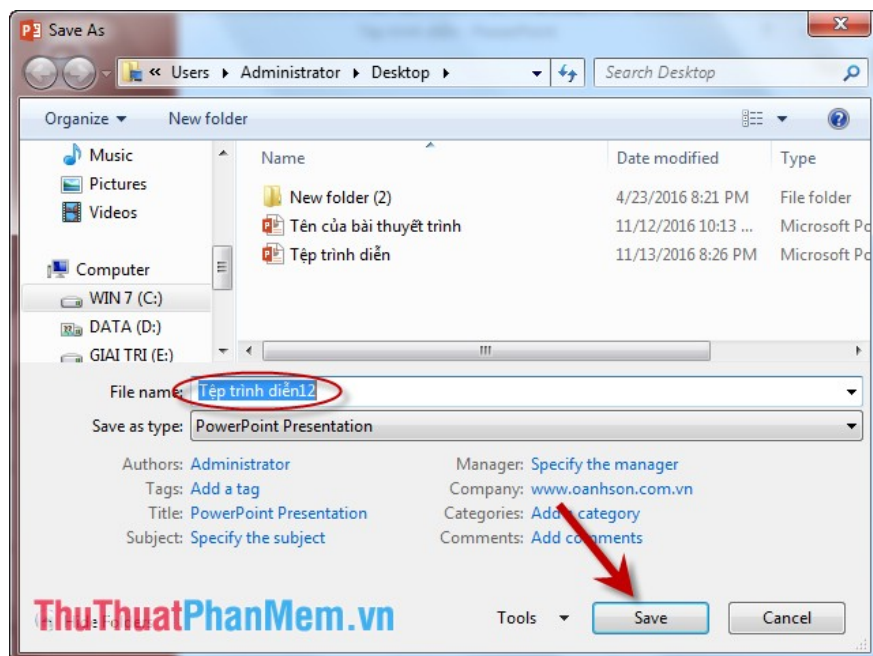 Save As
« Users ▸ Administrator ▸ Desktop ▸ Search Desktop
Organize ▾ New folder
Music
Pictures
Videos
Computer
WIN 7 (C:)
DATA (D:)
GIAI TRI (E:)
Name Date modified Type
New folder (2) 4/23/2016 8:21 PM File folder
Tên của bài thuyết trình 11/12/2016 10:13 ... Microsoft Po
Tệp trình diễn 11/13/2016 8:26 PM Microsoft Po
File name: Tệp trình diễn12
Save as type: PowerPoint Presentation
Authors: Administrator Manager: Specify the manager
Tags: Add a tag Company: www.oanhson.com.vn
Title: PowerPoint Presentation Categories: Add a category
Subject: Specify the subject Comments: Add comments
ThuThuatPhanMem.vn
Hide Folders Tools ▾ Save Cancel